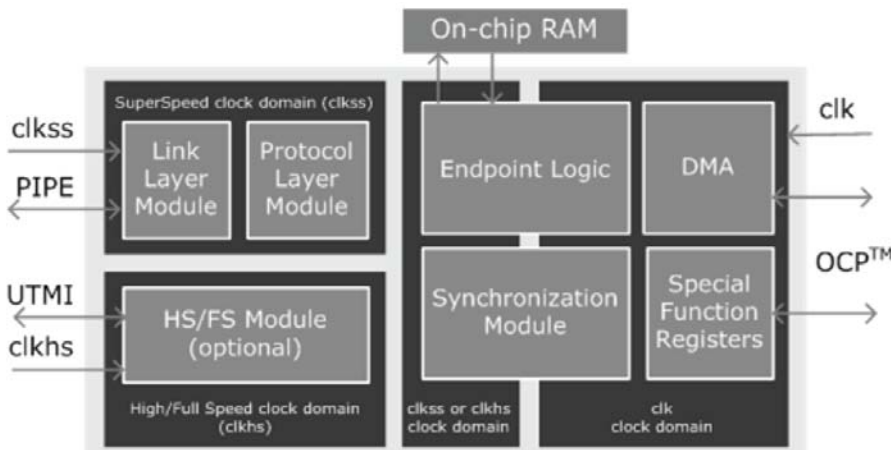 On-chip RAM
SuperSpeed clock domain (clkss)
clkss
PIPE
Link
Layer
Module
Protocol
Layer
Module
Endpoint Logic
DMA
clk
UTMI
clkhs
HS/FS Module
(optional)
High/Full Speed clock domain
(clkhs)
Synchronization
Module
Special
Function
Registers
OCP™
clkss or clkhs
clock domain
clk
clock domain